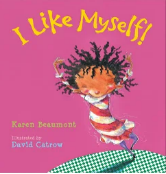 I Like Myself!
Karen Beaumont
Illustrated by
David Catrow